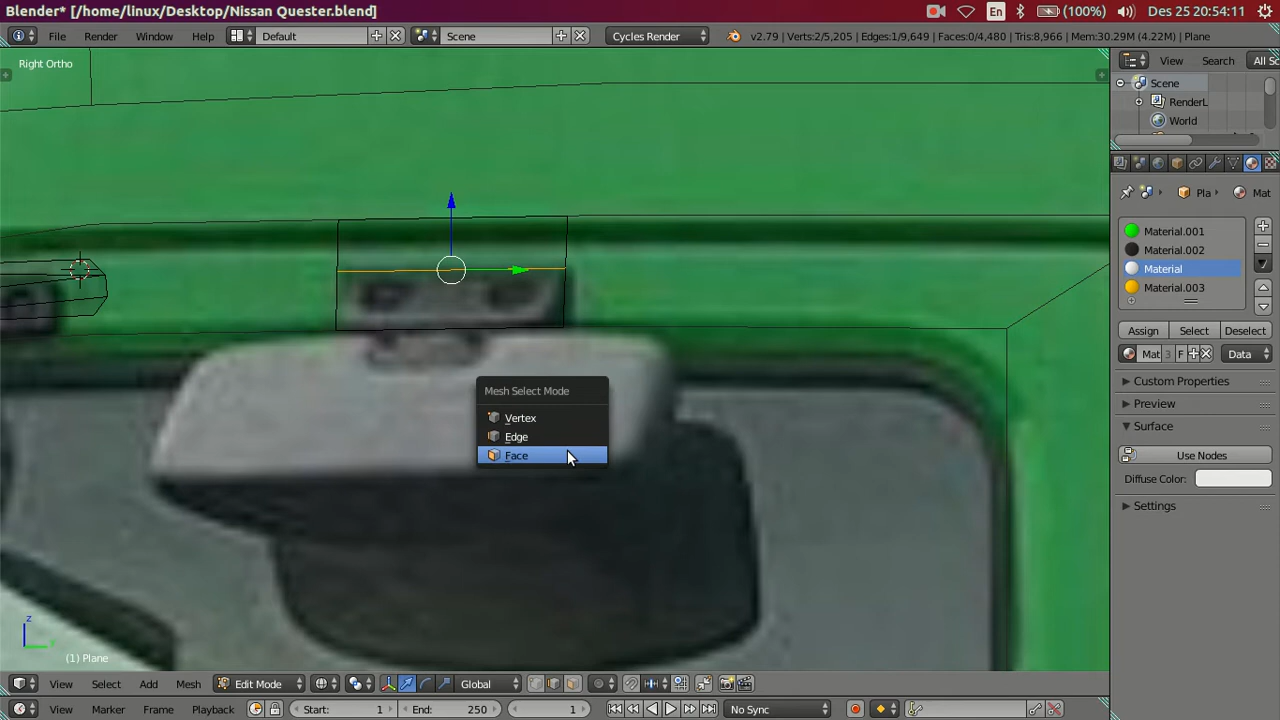 Blender* [/home/linux/Desktop/Nissan Quester.blend]
En (100%) Des 25 20:54:11
File Render Window Help Default Scene Cycles Render v2.79 | Verts:2/5,205 | Edges:1/9,649 | Faces:0/4,480 | Tris:8,966 | Mem:30.29M (4.22M) | Plane
View Search All Sc
Right Ortho
Scene
RenderL
World
Pla Mat
Material.001
Material.002
Material
Material.003
Assign Select Deselect
Mat 3 F Data
Custom Properties
Preview
Surface
Use Nodes
Diffuse Color:
Settings
Mesh Select Mode
Vertex
Edge
Face
z
y
(1) Plane
View Select Add Mesh Edit Mode Global
View Marker Frame Playback Start: 1 End: 250 1 No Sync